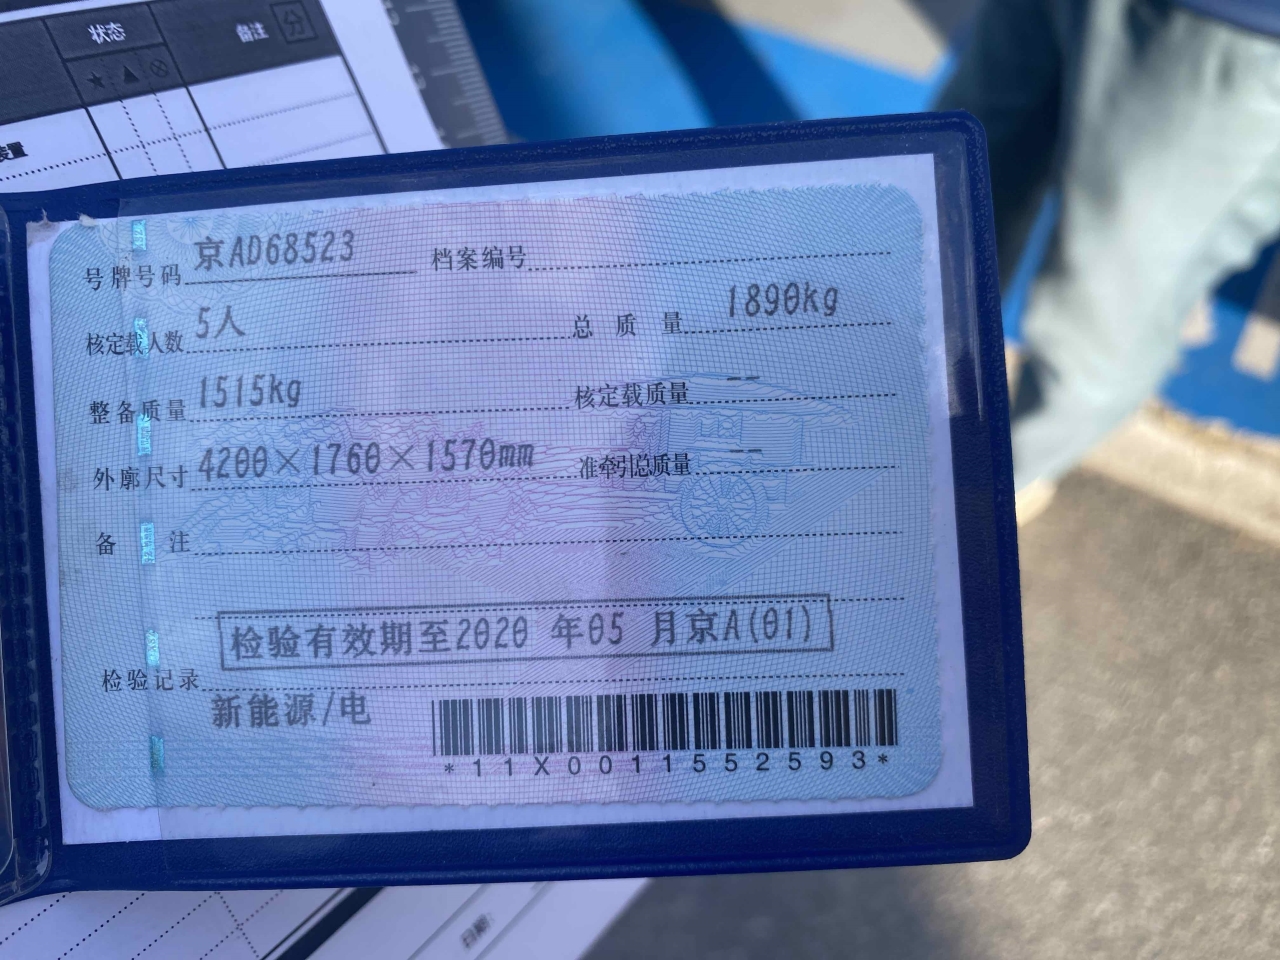 状态
备注
分
★ ▲ ⊗
号牌号码 京AD68523 档案编号
核定载人数 5人 总质量 1890kg
整备质量 1515kg 核定载质量 --
外廓尺寸 4200×1760×1570mm 准牵引总质量 --
备注
检验有效期至2020年05月京A(01)
检验记录
新能源/电
*11X0011552593*
日期: